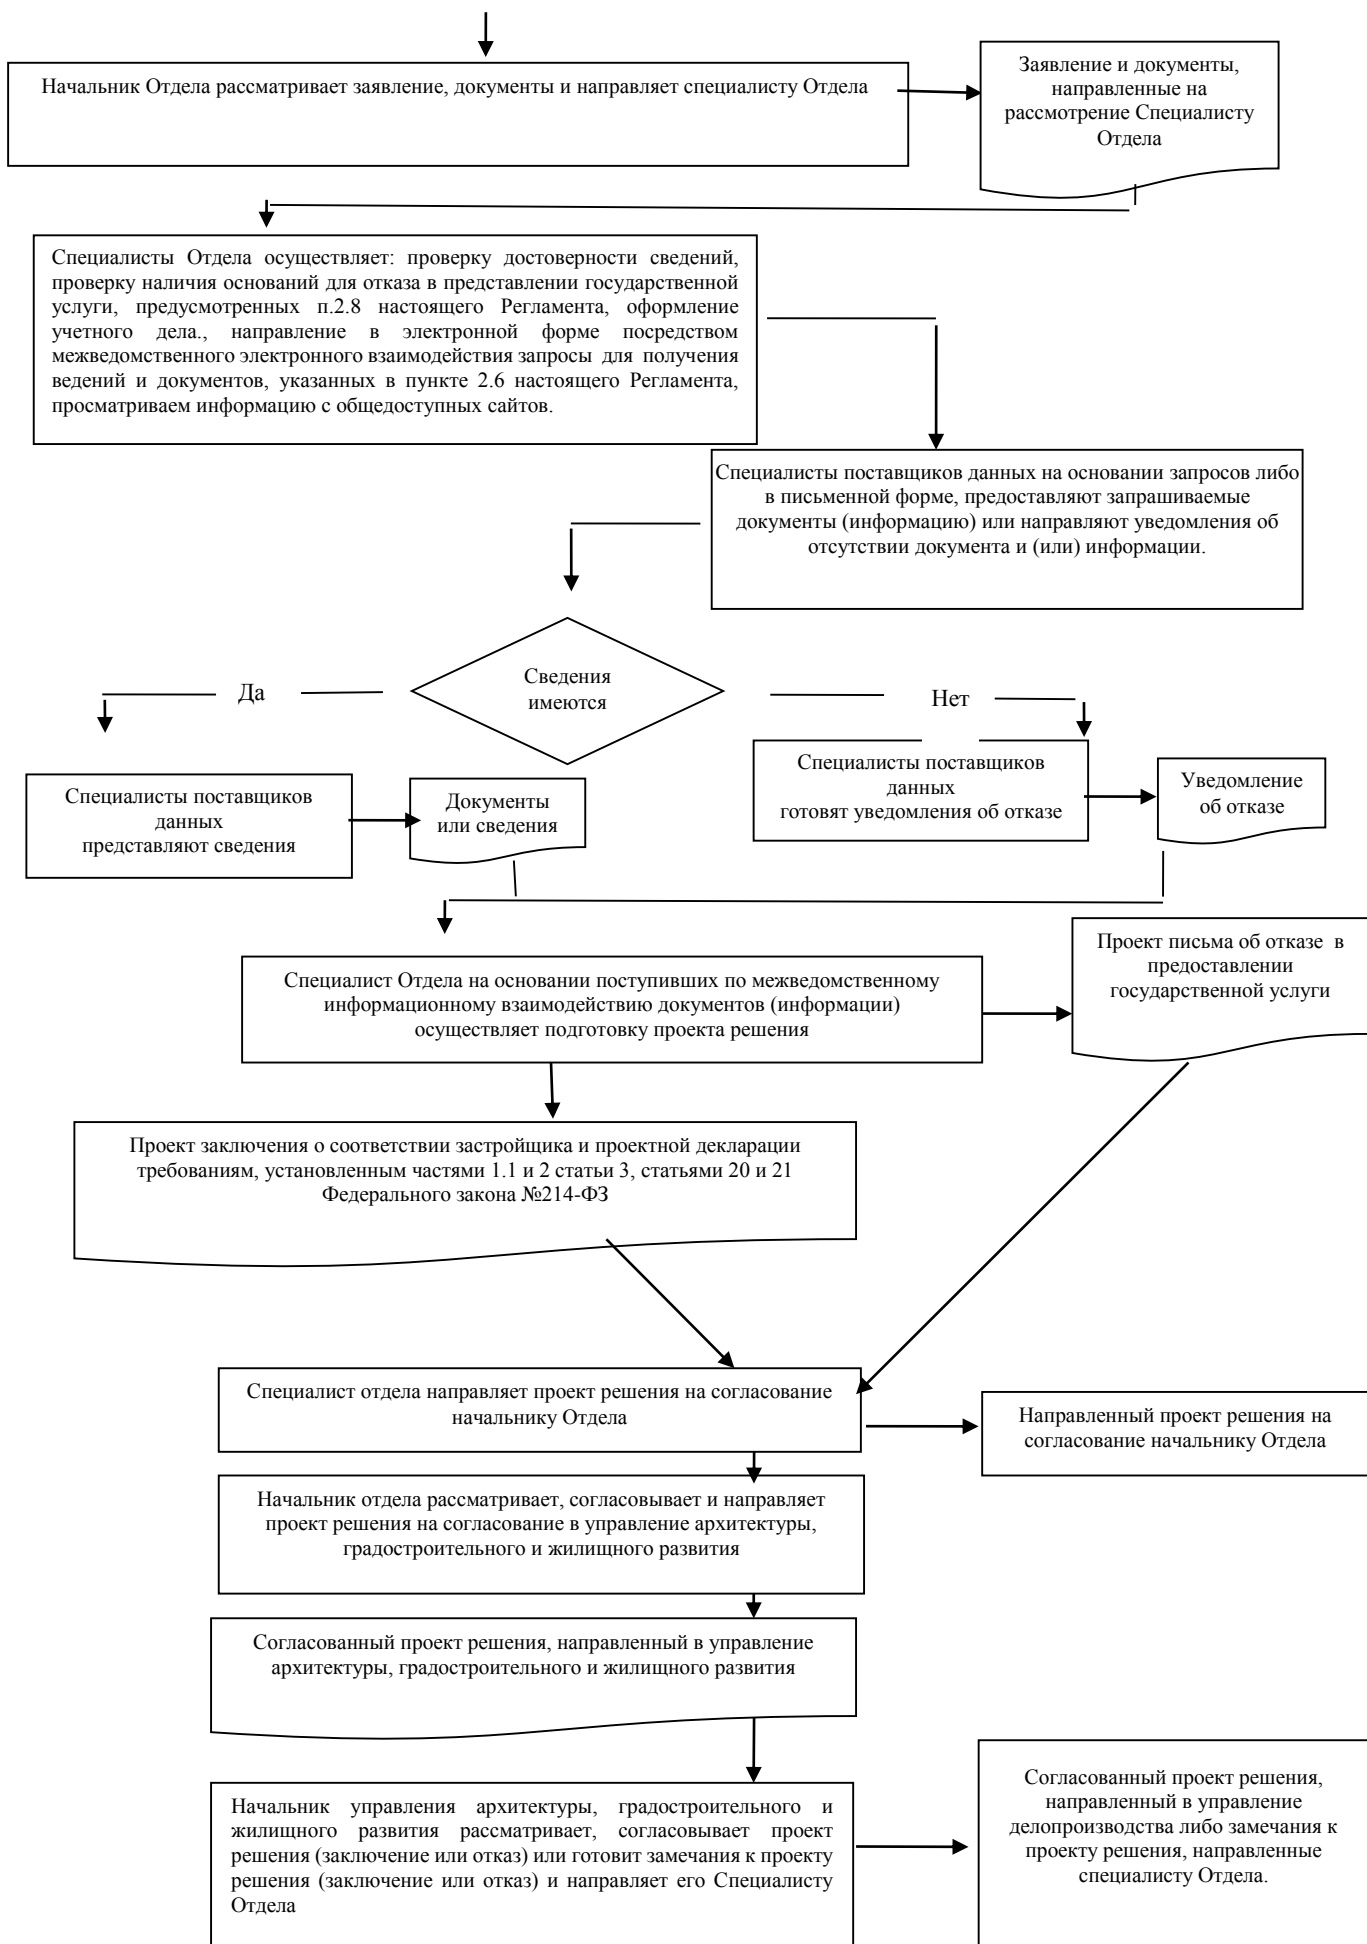 Начальник Отдела рассматривает заявление, документы и направляет специалисту Отдела
Заявление и документы,
направленные на
рассмотрение Специалисту
Отдела
Специалисты Отдела осуществляет: проверку достоверности сведений,
проверку наличия оснований для отказа в представлении государственной
услуги, предусмотренных п.2.8 настоящего Регламента, оформление
учетного дела., направление в электронной форме посредством
межведомственного электронного взаимодействия запросы для получения
ведений и документов, указанных в пункте 2.6 настоящего Регламента,
просматриваем информацию с общедоступных сайтов.
Специалисты поставщиков данных на основании запросов либо
в письменной форме, предоставляют запрашиваемые
документы (информацию) или направляют уведомления об
отсутствии документа и (или) информации.
Сведения
имеются
Да
Нет
Специалисты поставщиков
данных
представляют сведения
Документы
или сведения
Специалисты поставщиков
данных
готовят уведомления об отказе
Уведомление
об отказе
Специалист Отдела на основании поступивших по межведомственному
информационному взаимодействию документов (информации)
осуществляет подготовку проекта решения
Проект письма об отказе в
предоставлении
государственной услуги
Проект заключения о соответствии застройщика и проектной декларации
требованиям, установленным частями 1.1 и 2 статьи 3, статьями 20 и 21
Федерального закона №214-ФЗ
Специалист отдела направляет проект решения на согласование
начальнику Отдела
Направленный проект решения на
согласование начальнику Отдела
Начальник отдела рассматривает, согласовывает и направляет
проект решения на согласование в управление архитектуры,
градостроительного и жилищного развития
Согласованный проект решения, направленный в управление
архитектуры, градостроительного и жилищного развития
Начальник управления архитектуры, градостроительного и
жилищного развития рассматривает, согласовывает проект
решения (заключение или отказ) или готовит замечания к проекту
решения (заключение или отказ) и направляет его Специалисту
Отдела
Согласованный проект решения,
направленный в управление
делопроизводства либо замечания к
проекту решения, направленные
специалисту Отдела.